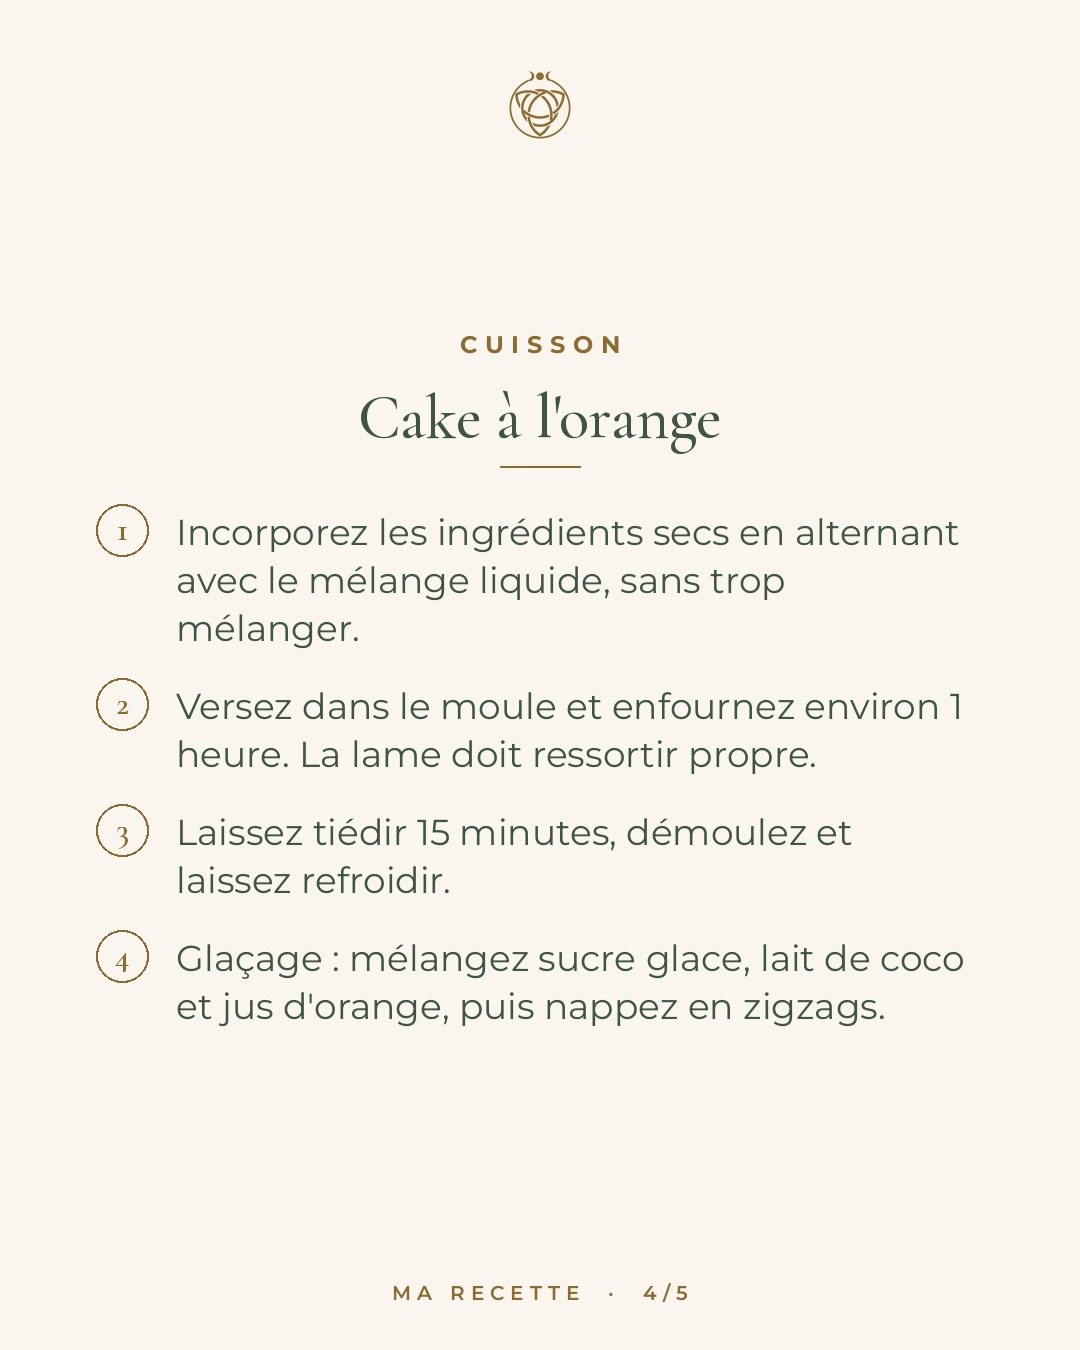 CUISSON
Cake à l'orange
1 Incorporez les ingrédients secs en alternant
avec le mélange liquide, sans trop
mélanger.
2 Versez dans le moule et enfournez environ 1
heure. La lame doit ressortir propre.
3 Laissez tiédir 15 minutes, démoulez et
laissez refroidir.
4 Glaçage : mélangez sucre glace, lait de coco
et jus d'orange, puis nappez en zigzags.
MA RECETTE · 4/5